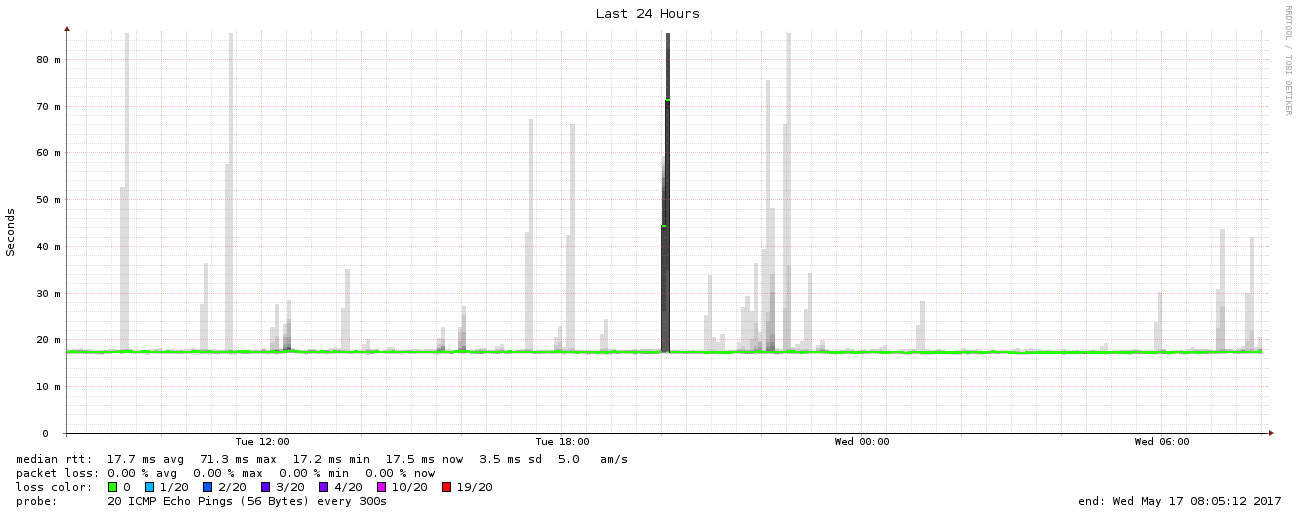 Last 24 Hours
RRDTOOL / TOBI OETIKER
Seconds
80 m
70 m
60 m
50 m
40 m
30 m
20 m
10 m
0
Tue 12:00 Tue 18:00 Wed 00:00 Wed 06:00
median rtt: 17.7 ms avg 71.3 ms max 17.2 ms min 17.5 ms now 3.5 ms sd 5.0 am/s
packet loss: 0.00 % avg 0.00 % max 0.00 % min 0.00 % now
loss color: 0 1/20 2/20 3/20 4/20 10/20 19/20
probe: 20 ICMP Echo Pings (56 Bytes) every 300s end: Wed May 17 08:05:12 2017